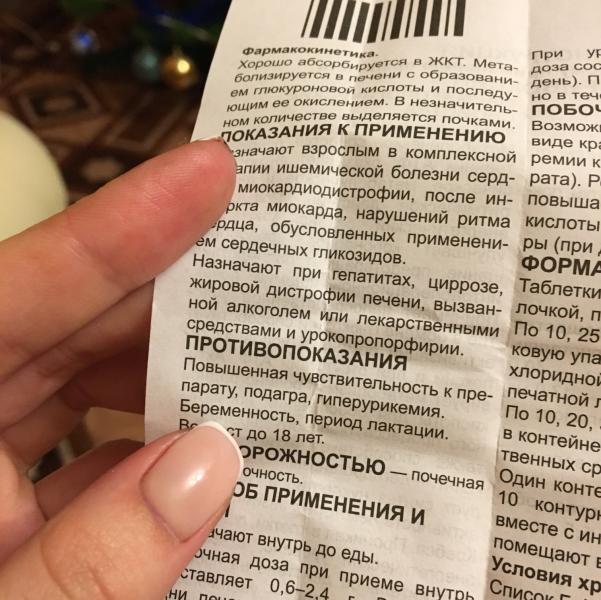 Фармакокинетика.
Хорошо абсорбируется в ЖКТ. Мета-
болизируется в печени с образовани-
ем глюкуроновой кислоты и последу-
ющим ее окислением. В незначитель-
ном количестве выделяется почками.
ПОКАЗАНИЯ К ПРИМЕНЕНИЮ
значают взрослым в комплексной
апии ишемической болезни серд-
миокардиодистрофии, после ин-
ркта миокарда, нарушений ритма
рдца, обусловленных применени-
ем сердечных гликозидов.
Назначают при гепатитах, циррозе,
жировой дистрофии печени, вызван-
ной алкоголем или лекарственными
средствами и урокопропорфирии.
ПРОТИВОПОКАЗАНИЯ
Повышенная чувствительность к пре-
парату, подагра, гиперурикемия.
Беременность, период лактации.
ст до 18 лет.
ОРОЖНОСТЬЮ — почечная
очность.
ОБ ПРИМЕНЕНИЯ И
ачают внутрь до еды.
очная доза при приеме внутрь
ставляет 0,6–2,4 г.
При
доза сос
день). П
но в теч
ПОБОЧ
Возможн
виде кра
ремии к
рата). Р
повыша
кислоты
ры (при
ФОРМА
Таблетки
лочкой, п
По 10, 25
ковую упа
хлоридной
печатной л
По 10, 20,
в контейне
твенных ср
Один конте
10 контур
вместе с ин
помещают в
Условия хр
Список